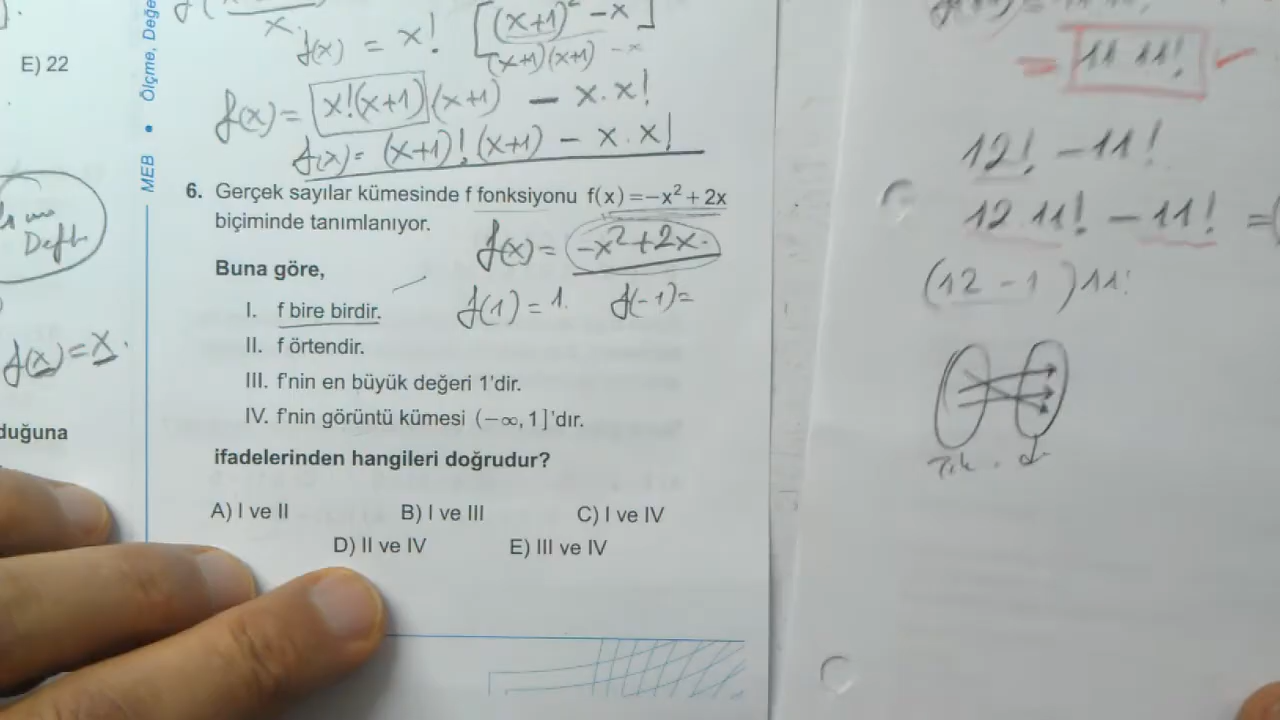 E) 22
MEB • Ölçme, Değe
x.
f(x) = x! [(x+1)² - x]
(x+1)(x+1) - x
f(x) = x!(x+1)(x+1) - x.x!
f(x) = (x+1)!(x+1) - x.x!
6. Gerçek sayılar kümesinde f fonksiyonu f(x) = -x² + 2x
biçiminde tanımlanıyor.
f(x) = -x²+2x.
Buna göre,
f(1) = 1. f(-1)=
I. f bire birdir.
II. f örtendir.
III. f'nin en büyük değeri 1'dir.
IV. f'nin görüntü kümesi (-∞, 1]'dır.
ifadelerinden hangileri doğrudur?
A) I ve II B) I ve III C) I ve IV
D) II ve IV E) III ve IV
f(x)=x.
duğuna
= 11 11!
12! - 11!
12 11! - 11! =
(12 - 1) 11!